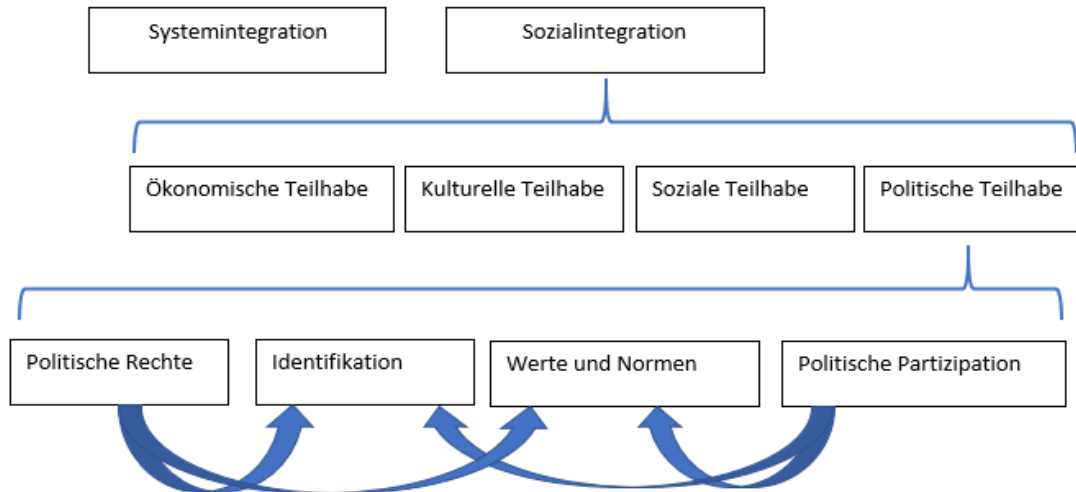 Systemintegration
Sozialintegration
Ökonomische Teilhabe
Kulturelle Teilhabe
Soziale Teilhabe
Politische Teilhabe
Politische Rechte
Identifikation
Werte und Normen
Politische Partizipation